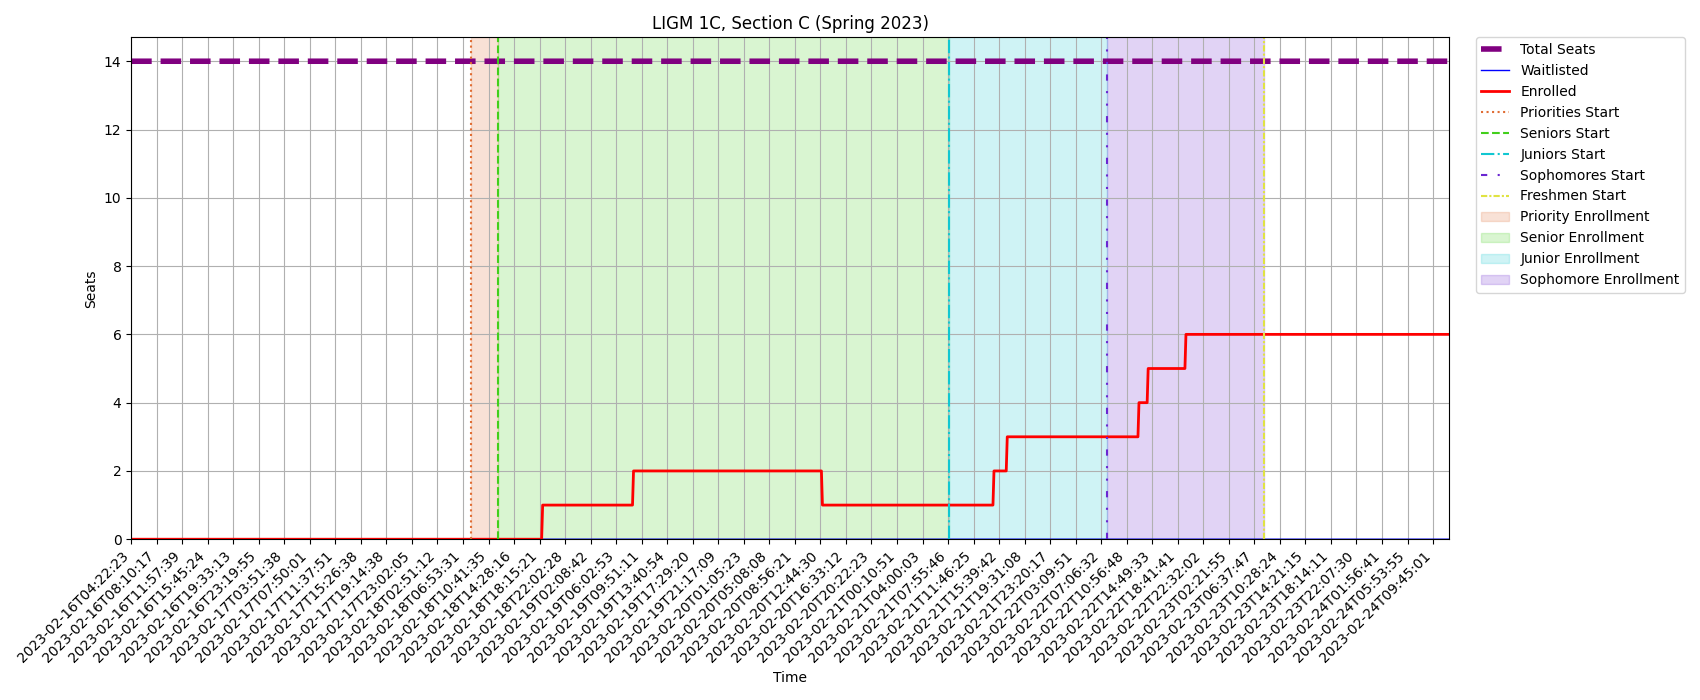 LIGM 1C, Section C (Spring 2023)
Seats
14
12
10
8
6
4
2
0
2023-02-16T04:22:23
2023-02-16T08:10:17
2023-02-16T11:57:39
2023-02-16T15:45:24
2023-02-16T19:33:13
2023-02-16T23:19:55
2023-02-17T03:51:38
2023-02-17T07:50:01
2023-02-17T11:37:51
2023-02-17T15:26:38
2023-02-17T19:14:38
2023-02-17T23:02:05
2023-02-18T02:51:12
2023-02-18T06:53:31
2023-02-18T10:41:35
2023-02-18T14:28:16
2023-02-18T18:15:21
2023-02-18T22:02:28
2023-02-19T02:08:42
2023-02-19T06:02:53
2023-02-19T09:51:11
2023-02-19T13:40:54
2023-02-19T17:29:20
2023-02-19T21:17:09
2023-02-20T01:05:23
2023-02-20T05:08:08
2023-02-20T08:56:21
2023-02-20T12:44:30
2023-02-20T16:33:12
2023-02-20T20:22:23
2023-02-21T00:10:51
2023-02-21T04:00:03
2023-02-21T07:55:46
2023-02-21T11:46:25
2023-02-21T15:39:42
2023-02-21T19:31:08
2023-02-21T23:20:17
2023-02-22T03:09:51
2023-02-22T07:06:32
2023-02-22T10:56:48
2023-02-22T14:49:33
2023-02-22T18:41:41
2023-02-22T22:32:02
2023-02-23T02:21:55
2023-02-23T06:37:47
2023-02-23T10:28:24
2023-02-23T14:21:15
2023-02-23T18:14:11
2023-02-23T22:07:30
2023-02-24T01:56:41
2023-02-24T05:53:55
2023-02-24T09:45:01
Time
Total Seats
Waitlisted
Enrolled
Priorities Start
Seniors Start
Juniors Start
Sophomores Start
Freshmen Start
Priority Enrollment
Senior Enrollment
Junior Enrollment
Sophomore Enrollment